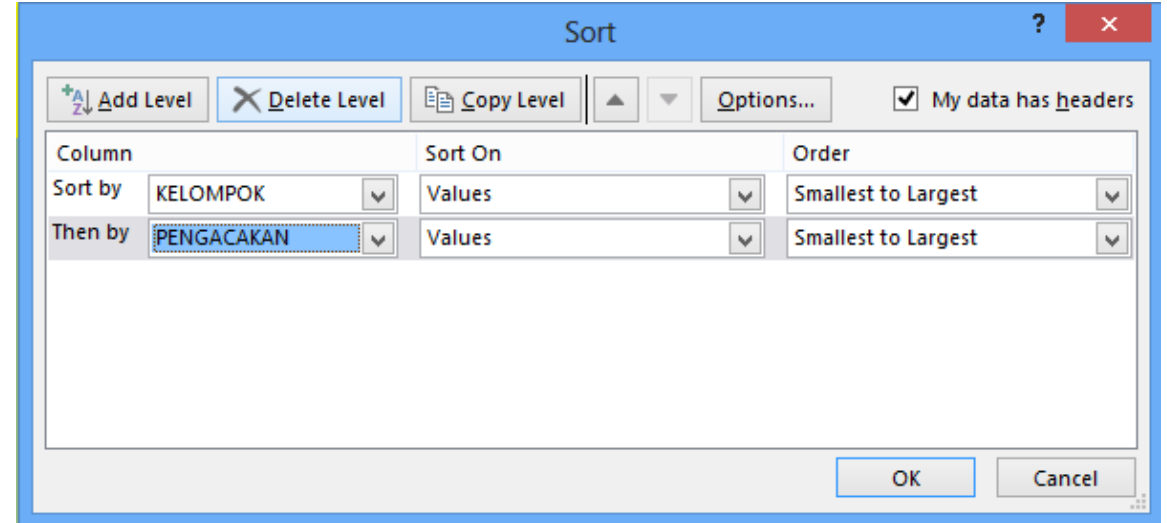 Sort
? ×
Add Level Delete Level Copy Level Options... My data has headers
Column Sort On Order
Sort by KELOMPOK Values Smallest to Largest
Then by PENGACAKAN Values Smallest to Largest
OK Cancel